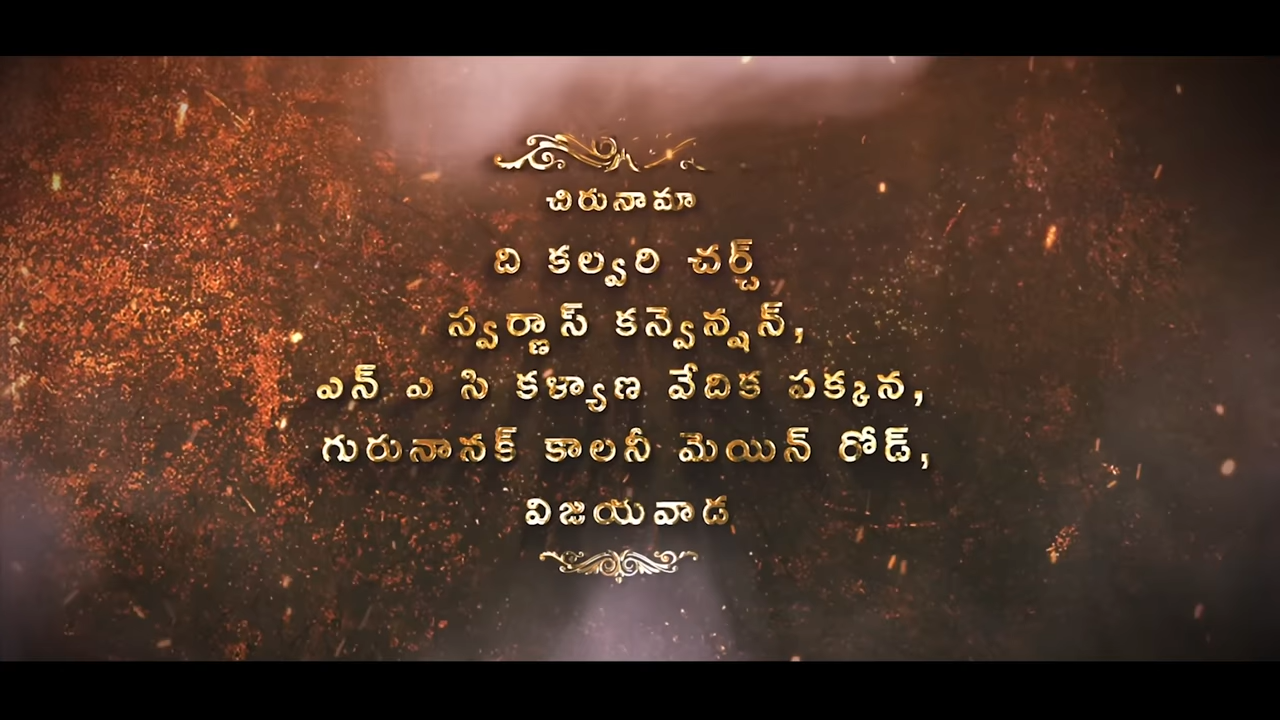 చిరునామా
ది కల్వరి చర్చ్
స్వర్ణాస్ కన్వెన్షన్,
ఎన్ ఎ సి కళ్యాణ వేదిక పక్కన,
గురునానక్ కాలనీ మెయిన్ రోడ్,
విజయవాడ